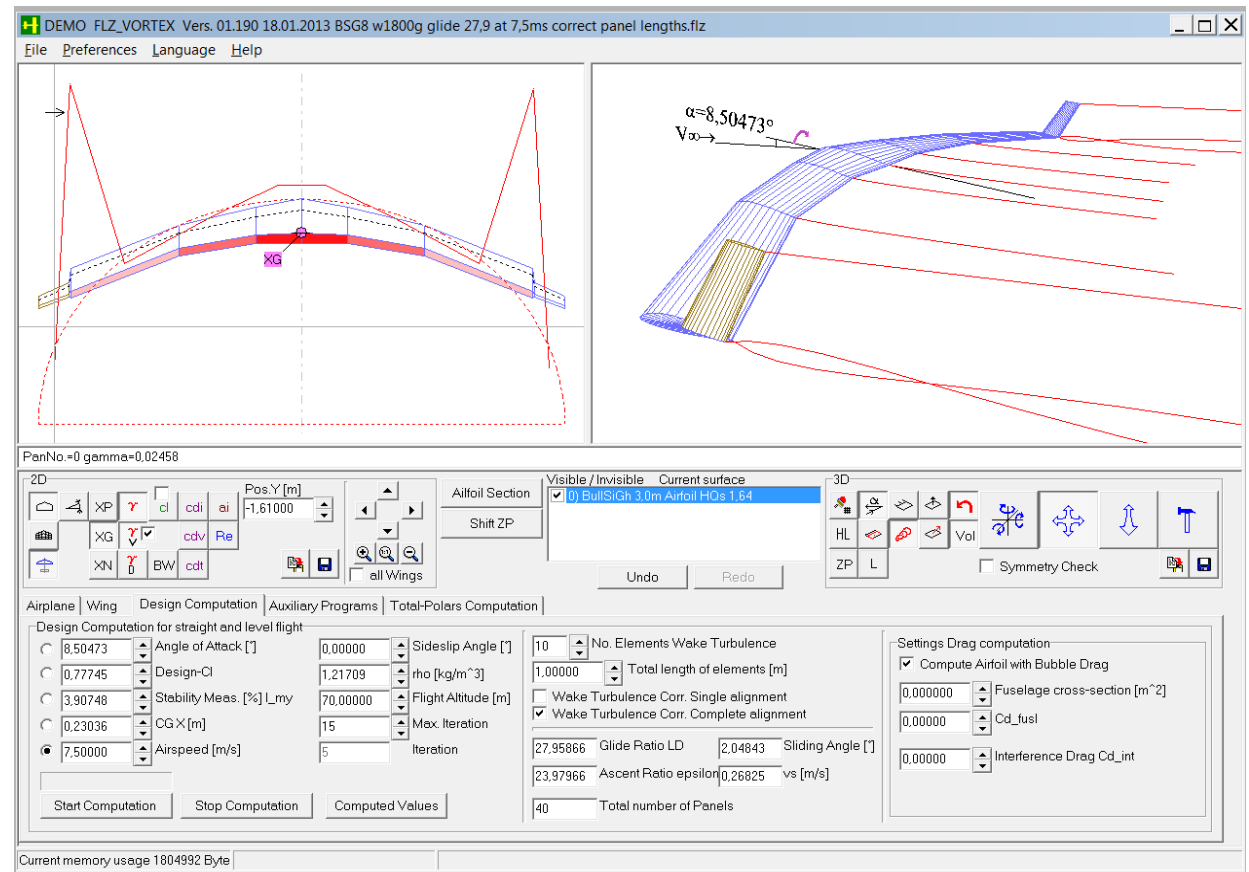 DEMO FLZ_VORTEX Vers. 01.190 18.01.2013 BSG8 w1800g glide 27,9 at 7,5ms correct panel lengths.flz
File Preferences Language Help
α=8,50473°
V∞→
XG
PanNo.=0 gamma=0,02458
2D
XP γ cl cdi ai
Pos.Y [m]
-1,61000
XG γ V cdv Re
XN γ D BW cdt
all Wings
Ailfoil Section
Shift ZP
Visible / Invisible Current surface
0) BullSiGh 3,0m Airfoil HQs 1,64
Undo Redo
3D
α
HL Vol
ZP L
Symmetry Check
Airplane Wing Design Computation Auxiliary Programs Total-Polars Computation
Design Computation for straight and level flight
8,50473 Angle of Attack [°] 0,00000 Sideslip Angle [°]
0,77745 Design-Cl 1,21709 rho [kg/m^3]
3,90748 Stability Meas. [%] l_my 70,00000 Flight Altitude [m]
0,23036 CG X [m] 15 Max. Iteration
7,50000 Airspeed [m/s] 5 Iteration
Start Computation Stop Computation Computed Values
10 No. Elements Wake Turbulence
1,00000 Total length of elements [m]
Wake Turbulence Corr. Single alignment
Wake Turbulence Corr. Complete alignment
27,95866 Glide Ratio LD 2,04843 Sliding Angle [°]
23,97966 Ascent Ratio epsilon 0,26825 vs [m/s]
40 Total number of Panels
Settings Drag computation
Compute Airfoil with Bubble Drag
0,000000 Fuselage cross-section [m^2]
0,00000 Cd_fusl
0,00000 Interference Drag Cd_int
Current memory usage 1804992 Byte